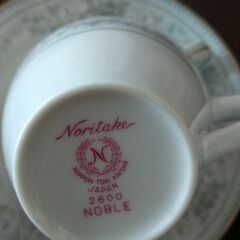 Noritake
N
NIPPON TOKI KAISHA
JAPAN
2600
NOBLE